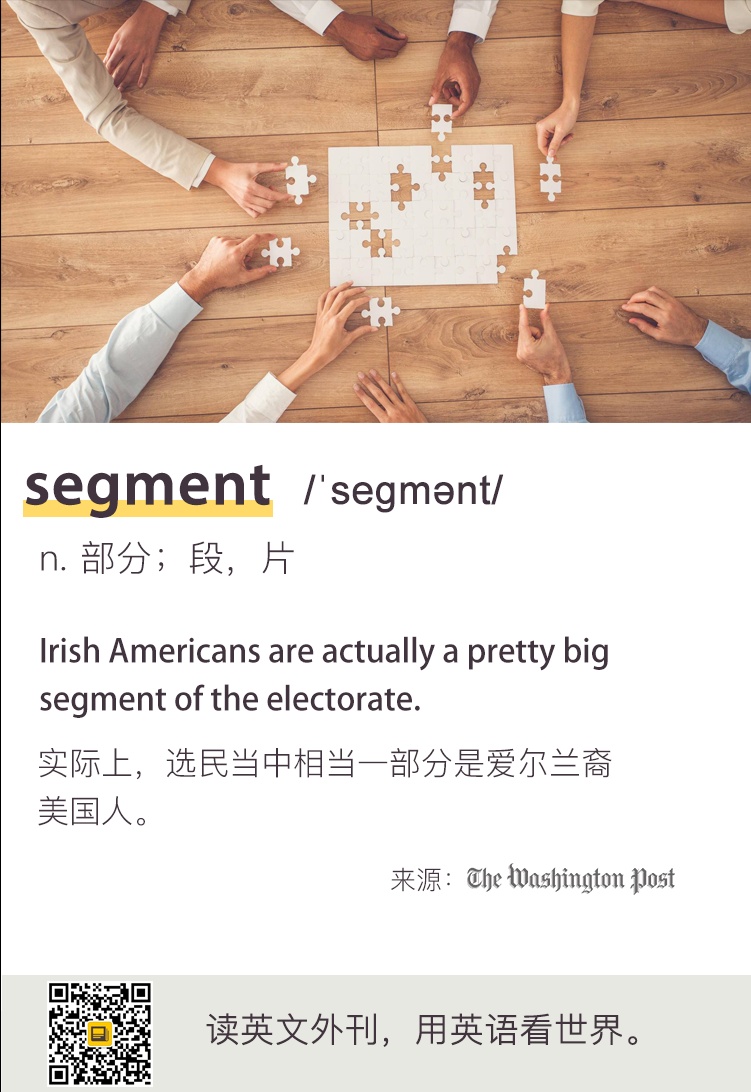 segment /ˈsegmənt/
n. 部分；段，片
Irish Americans are actually a pretty big
segment of the electorate.
实际上，选民当中相当一部分是爱尔兰裔
美国人。
来源：The Washington Post
读英文外刊，用英语看世界。